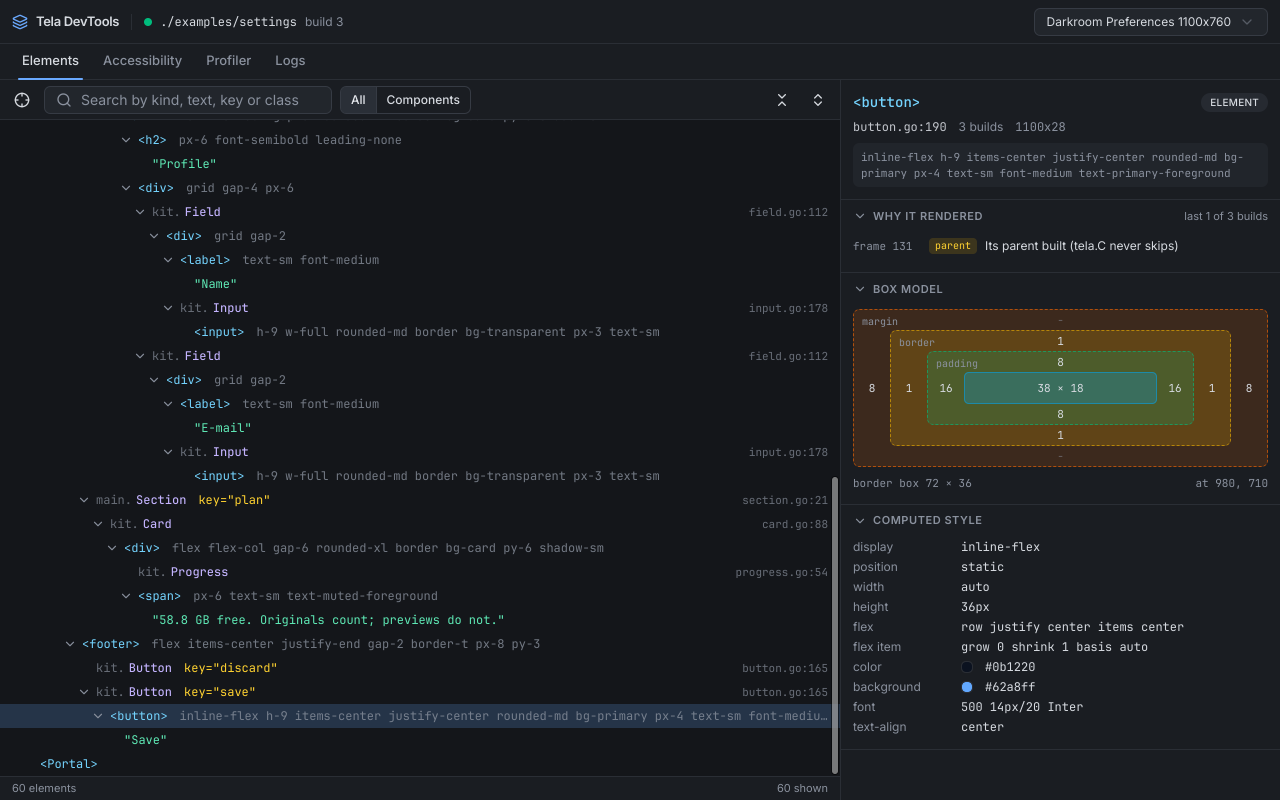 Tela DevTools ./examples/settings build 3 Darkroom Preferences 1100x760
Elements Accessibility Profiler Logs
Search by kind, text, key or class All Components
<h2> px-6 font-semibold leading-none
"Profile"
<div> grid gap-4 px-6
kit.Field field.go:112
<div> grid gap-2
<label> text-sm font-medium
"Name"
kit.Input input.go:178
<input> h-9 w-full rounded-md border bg-transparent px-3 text-sm
kit.Field field.go:112
<div> grid gap-2
<label> text-sm font-medium
"E-mail"
kit.Input input.go:178
<input> h-9 w-full rounded-md border bg-transparent px-3 text-sm
main.Section key="plan" section.go:21
kit.Card card.go:88
<div> flex flex-col gap-6 rounded-xl border bg-card py-6 shadow-sm
kit.Progress progress.go:54
<span> px-6 text-sm text-muted-foreground
"58.8 GB free. Originals count; previews do not."
<footer> flex items-center justify-end gap-2 border-t px-8 py-3
kit.Button key="discard" button.go:165
kit.Button key="save" button.go:165
<button> inline-flex h-9 items-center justify-center rounded-md bg-primary px-4 text-sm font-mediu…
"Save"
<Portal>
60 elements 60 shown
<button> ELEMENT
button.go:190 3 builds 1100x28
inline-flex h-9 items-center justify-center rounded-md bg-
primary px-4 text-sm font-medium text-primary-foreground
WHY IT RENDERED last 1 of 3 builds
frame 131 parent Its parent built (tela.C never skips)
BOX MODEL
margin -
border 1
padding 8
8 1 16 38 × 18 16 1 8
8
1
-
border box 72 × 36 at 980, 710
COMPUTED STYLE
display inline-flex
position static
width auto
height 36px
flex row justify center items center
flex item grow 0 shrink 1 basis auto
color #0b1220
background #62a8ff
font 500 14px/20 Inter
text-align center